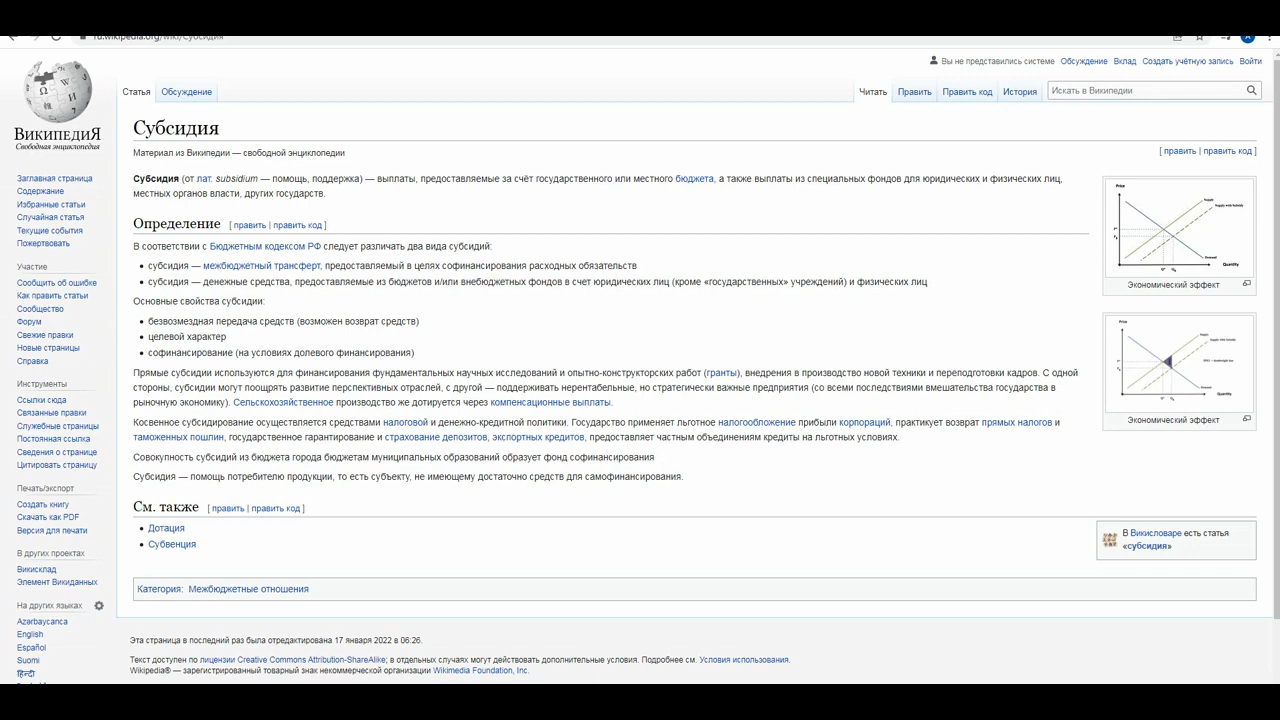 ru.wikipedia.org/wiki/Субсидия
Вы не представились системе Обсуждение Вклад Создать учётную запись Войти
Статья Обсуждение Читать Править Править код История Искать в Википедии
ВИКИПЕДИЯ
Свободная энциклопедия
Заглавная страница
Содержание
Избранные статьи
Случайная статья
Текущие события
Пожертвовать
Участие
Сообщить об ошибке
Как править статьи
Сообщество
Форум
Свежие правки
Новые страницы
Справка
Инструменты
Ссылки сюда
Связанные правки
Служебные страницы
Постоянная ссылка
Сведения о странице
Цитировать страницу
Печать/экспорт
Создать книгу
Скачать как PDF
Версия для печати
В других проектах
Викисклад
Элемент Викиданных
На других языках
Azərbaycanca
English
Español
Suomi
हिन्दी
Субсидия
Материал из Википедии — свободной энциклопедии
[ править | править код ]
Субсидия (от лат. subsidium — помощь, поддержка) — выплаты, предоставляемые за счёт государственного или местного бюджета, а также выплаты из специальных фондов для юридических и физических лиц,
местных органов власти, других государств.
Определение [ править | править код ]
В соответствии с Бюджетным кодексом РФ следует различать два вида субсидий:
• субсидия — межбюджетный трансферт, предоставляемый в целях софинансирования расходных обязательств
• субсидия — денежные средства, предоставляемые из бюджетов и/или внебюджетных фондов в счет юридических лиц (кроме «государственных» учреждений) и физических лиц
Основные свойства субсидии:
• безвозмездная передача средств (возможен возврат средств)
• целевой характер
• софинансирование (на условиях долевого финансирования)
Прямые субсидии используются для финансирования фундаментальных научных исследований и опытно-конструкторских работ (гранты), внедрения в производство новой техники и переподготовки кадров. С одной
стороны, субсидии могут поощрять развитие перспективных отраслей, с другой — поддерживать нерентабельные, но стратегически важные предприятия (со всеми последствиями вмешательства государства в
рыночную экономику). Сельскохозяйственное производство же дотируется через компенсационные выплаты.
Косвенное субсидирование осуществляется средствами налоговой и денежно-кредитной политики. Государство применяет льготное налогообложение прибыли корпораций, практикует возврат прямых налогов и
таможенных пошлин, государственное гарантирование и страхование депозитов, экспортных кредитов, предоставляет частным объединениям кредиты на льготных условиях.
Совокупность субсидий из бюджета города бюджетам муниципальных образований образует фонд софинансирования
Субсидия — помощь потребителю продукции, то есть субъекту, не имеющему достаточно средств для самофинансирования.
См. также [ править | править код ]
• Дотация
• Субвенция
Категория: Межбюджетные отношения
Price
Supply
Supply with Subsidy
Demand
Quantity
Экономический эффект
Price
Supply
Supply with Subsidy
Demand
Quantity
Экономический эффект
В Викисловаре есть статья
«субсидия»
Эта страница в последний раз была отредактирована 17 января 2022 в 06:26.
Текст доступен по лицензии Creative Commons Attribution-ShareAlike; в отдельных случаях могут действовать дополнительные условия. Подробнее см. Условия использования.
Wikipedia® — зарегистрированный товарный знак некоммерческой организации Wikimedia Foundation, Inc.